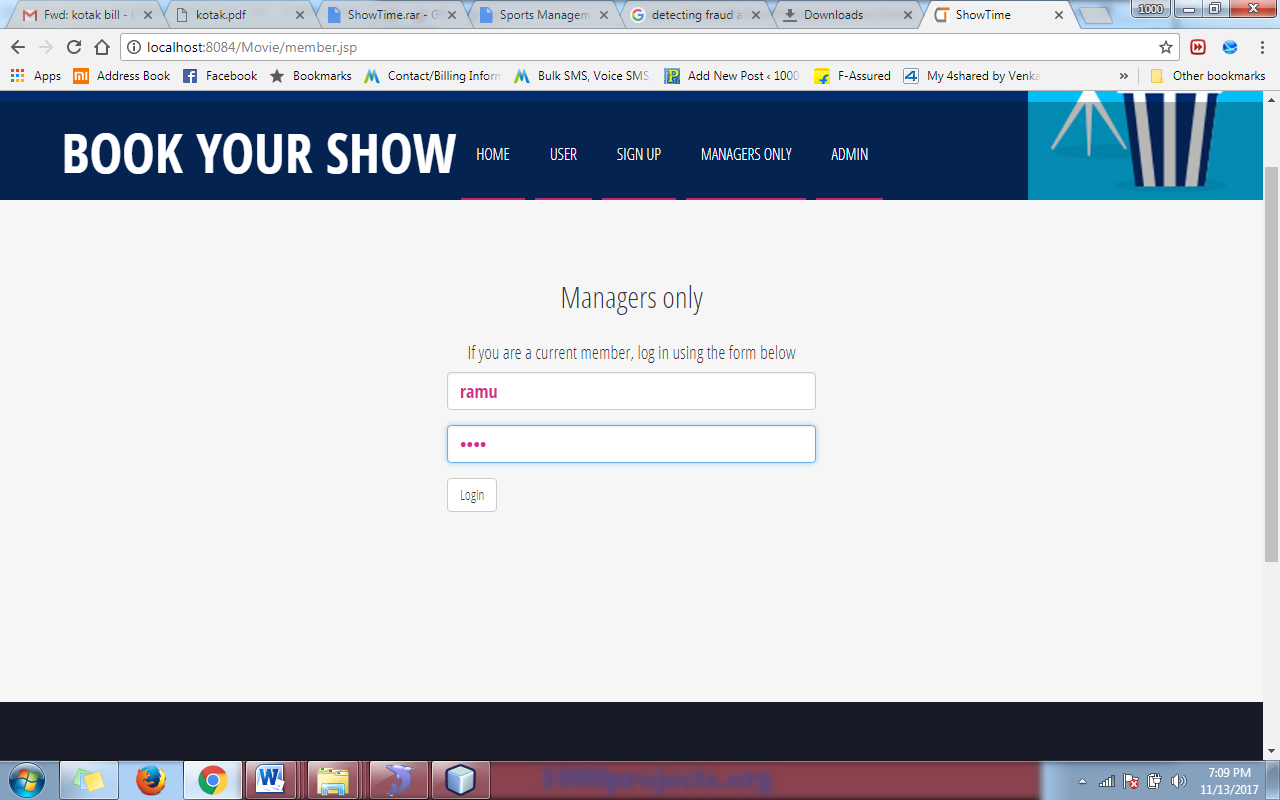 Fwd: kotak bill - i
kotak.pdf
ShowTime.rar - G
Sports Managem
detecting fraud a
Downloads
ShowTime
1000
localhost:8084/Movie/member.jsp
Apps
Address Book
Facebook
Bookmarks
Contact/Billing Inforn
Bulk SMS, Voice SMS
Add New Post ‹ 1000
F-Assured
My 4shared by Venka
»
Other bookmarks
BOOK YOUR SHOW
HOME
USER
SIGN UP
MANAGERS ONLY
ADMIN
Managers only
If you are a current member, log in using the form below
ramu
••••
Login
1000projects.org
7:09 PM
11/13/2017